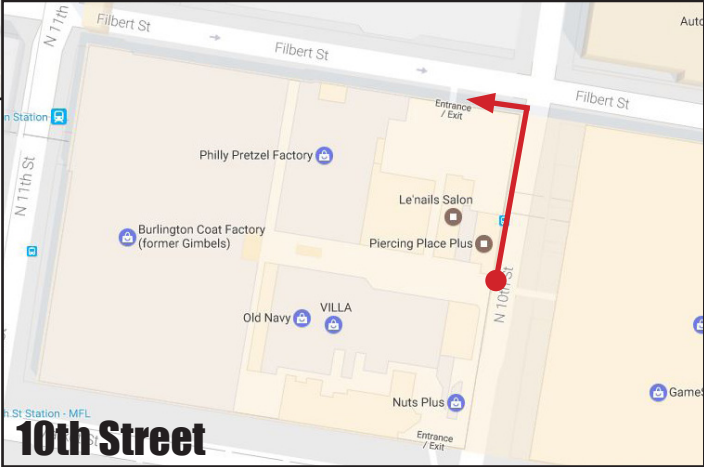 N 11th
Filbert St
Filbert St
Auto
Filbert St
Entrance
/ Exit
n Station
Philly Pretzel Factory
N 11th St
Le'nails Salon
Burlington Coat Factory
(former Gimbels)
Piercing Place Plus
N 10th St
Old Navy
VILLA
GameS
Nuts Plus
h St Station - MFL
Entrance
/ Exit
St
10th Street